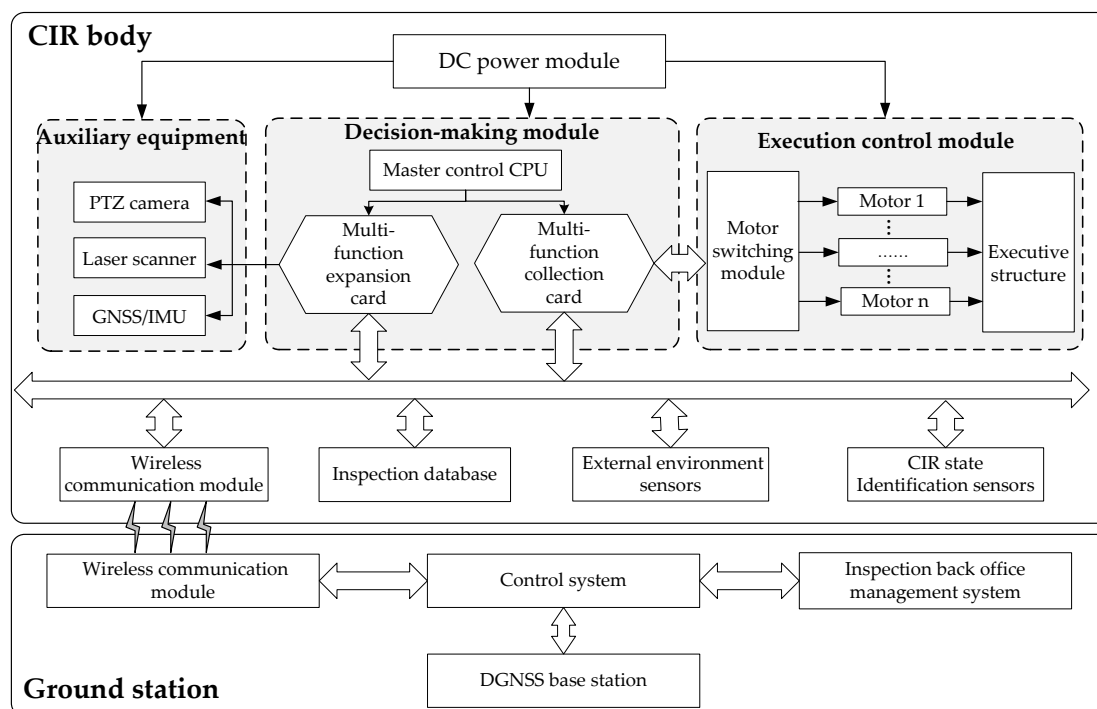 CIR body
DC power module
Auxiliary equipment
PTZ camera
Laser scanner
GNSS/IMU
Decision-making module
Master control CPU
Multi-
function
expansion
card
Multi-
function
collection
card
Execution control module
Motor
switching
module
Motor 1
......
Motor n
Executive
structure
Wireless
communication module
Inspection database
External environment
sensors
CIR state
Identification sensors
Wireless communication
module
Control system
Inspection back office
management system
DGNSS base station
Ground station